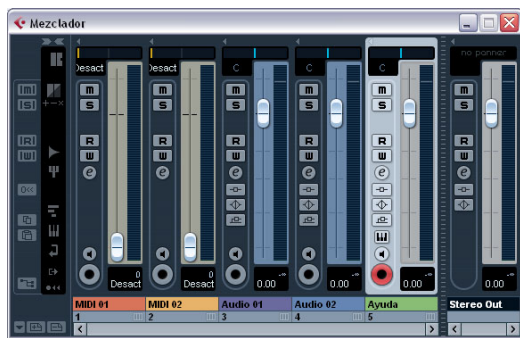 Mezclador
Desact Desact C C C no panner
[m] m m m m m m
[S] S S S S S S
[R] R R R R R
[W] W W W W W
e e e e e e
0 Desact 0 Desact -∞ 0.00 -∞ 0.00 -∞ 0.00 -∞ 0.00
MIDI 01 MIDI 02 Audio 01 Audio 02 Ayuda Stereo Out
1 2 3 4 5